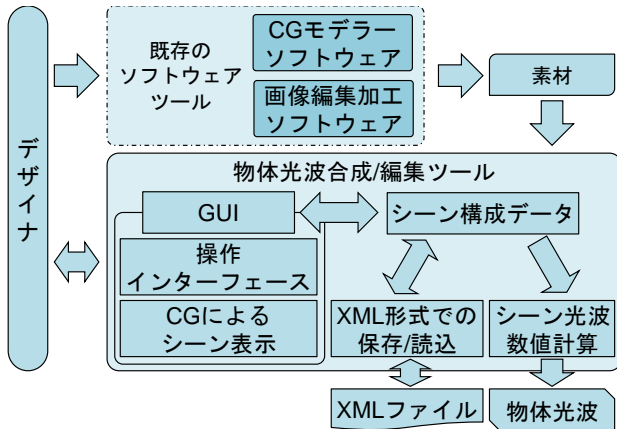 デザイナ
既存の
ソフトウェア
ツール
CGモデラー
ソフトウェア
画像編集加工
ソフトウェア
素材
物体光波合成/編集ツール
GUI
シーン構成データ
操作
インターフェース
CGによる
シーン表示
XML形式での
保存/読込
シーン光波
数値計算
XMLファイル
物体光波